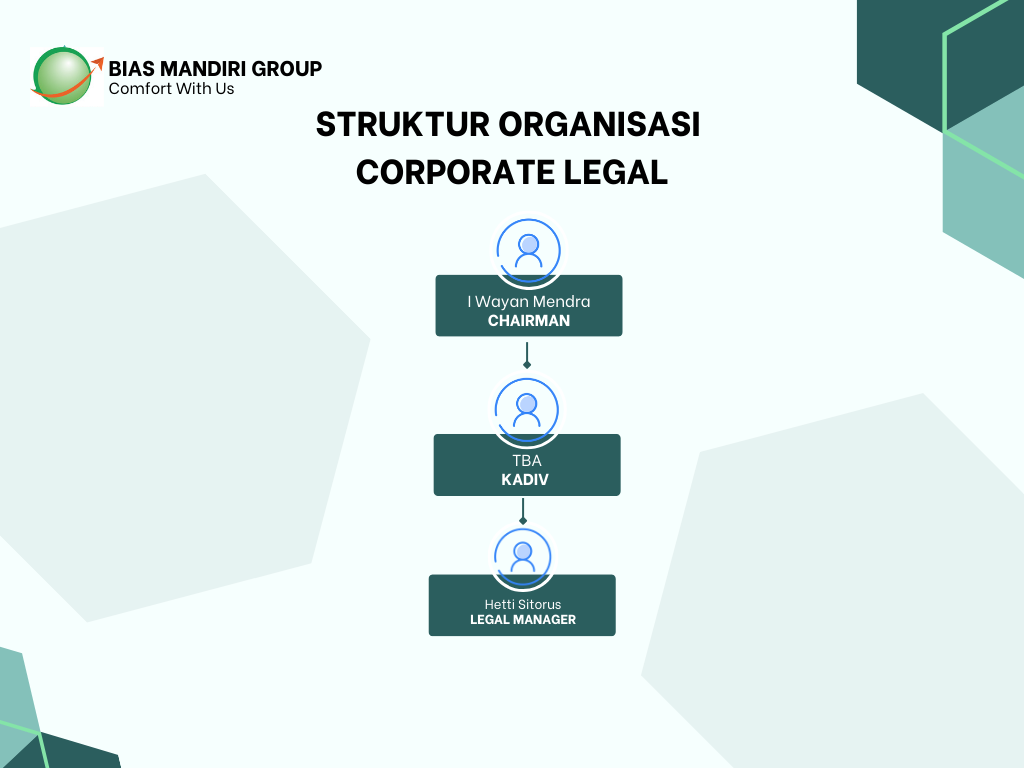 BIAS MANDIRI GROUP
Comfort With Us
STRUKTUR ORGANISASI
CORPORATE LEGAL
I Wayan Mendra
CHAIRMAN
TBA
KADIV
Hetti Sitorus
LEGAL MANAGER